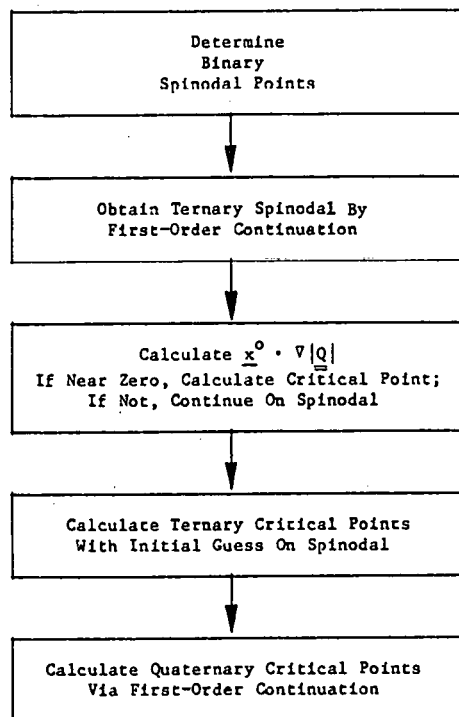 Determine
Binary
Spinodal Points
Obtain Ternary Spinodal By
First-Order Continuation
Calculate x° · ∇|Q|
If Near Zero, Calculate Critical Point;
If Not, Continue On Spinodal
Calculate Ternary Critical Points
With Initial Guess On Spinodal
Calculate Quaternary Critical Points
Via First-Order Continuation